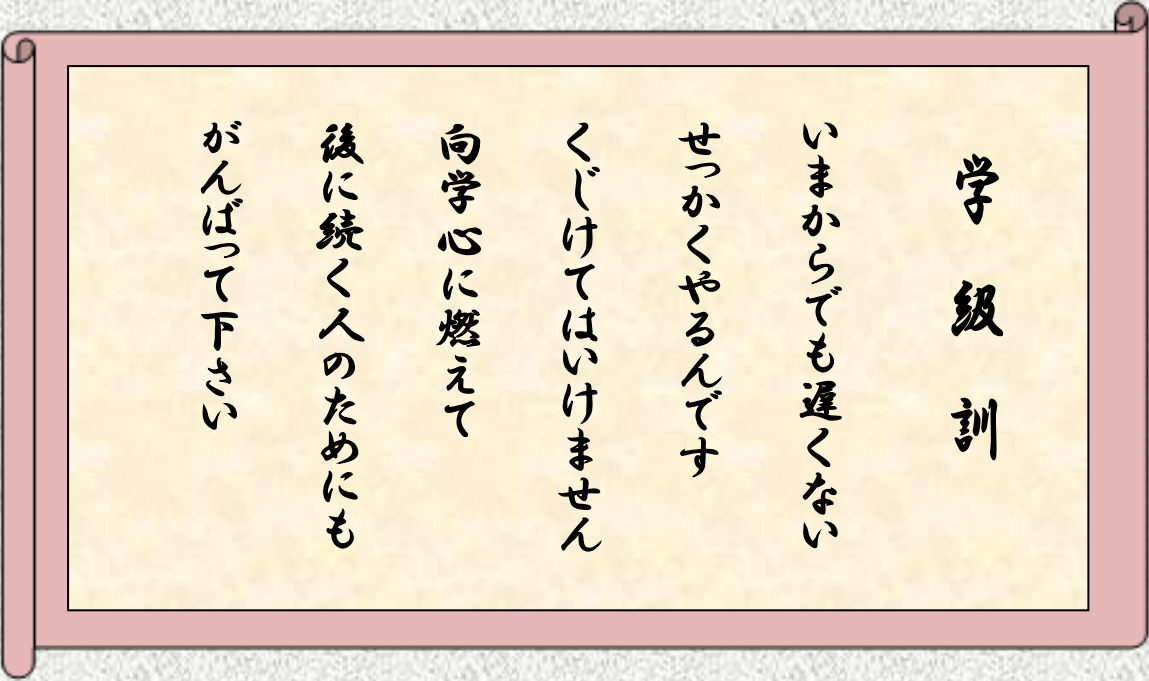 学級訓
いまからでも遅くない
せっかくやるんです
くじけてはいけません
向学心に燃えて
後に続く人のためにも
がんばって下さい